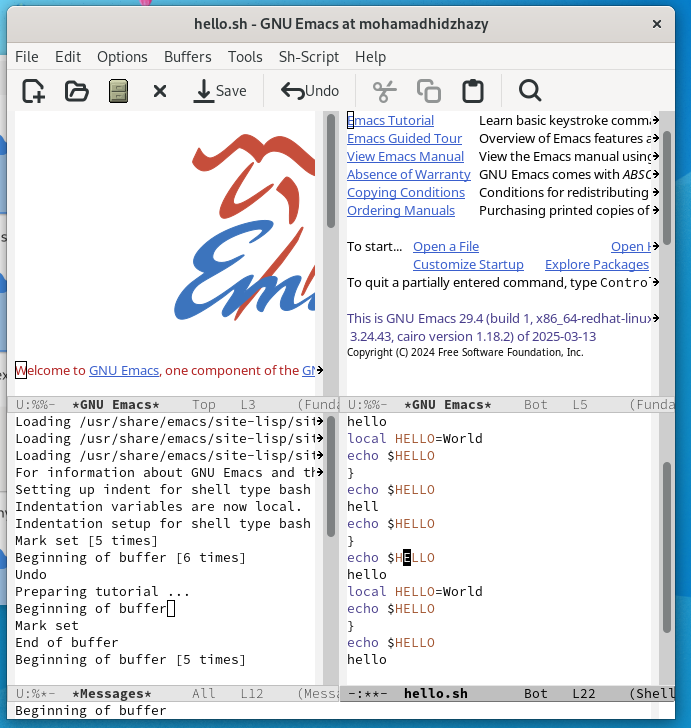 hello.sh - GNU Emacs at mohamadhidzhazy
File Edit Options Buffers Tools Sh-Script Help
Save Undo
Em
Welcome to GNU Emacs, one component of the GN
U:%%- *GNU Emacs* Top L3 (Funda
Emacs Tutorial Learn basic keystroke comm
Emacs Guided Tour Overview of Emacs features a
View Emacs Manual View the Emacs manual using
Absence of Warranty GNU Emacs comes with ABSO
Copying Conditions Conditions for redistributing
Ordering Manuals Purchasing printed copies of
To start... Open a File Open H
Customize Startup Explore Packages
To quit a partially entered command, type Control
This is GNU Emacs 29.4 (build 1, x86_64-redhat-linux
3.24.43, cairo version 1.18.2) of 2025-03-13
Copyright (C) 2024 Free Software Foundation, Inc.
U:%%- *GNU Emacs* Bot L5 (Funda
Loading /usr/share/emacs/site-lisp/sit
Loading /usr/share/emacs/site-lisp/sit
Loading /usr/share/emacs/site-lisp/sit
For information about GNU Emacs and th
Setting up indent for shell type bash
Indentation variables are now local.
Indentation setup for shell type bash
Mark set [5 times]
Beginning of buffer [6 times]
Undo
Preparing tutorial ...
Beginning of buffer
Mark set
End of buffer
Beginning of buffer [5 times]
U:%*- *Messages* All L12 (Messa
hello
local HELLO=World
echo $HELLO
}
echo $HELLO
hell
echo $HELLO
}
echo $HELLO
hello
local HELLO=World
echo $HELLO
}
echo $HELLO
hello
-:**- hello.sh Bot L22 (Shell
Beginning of buffer